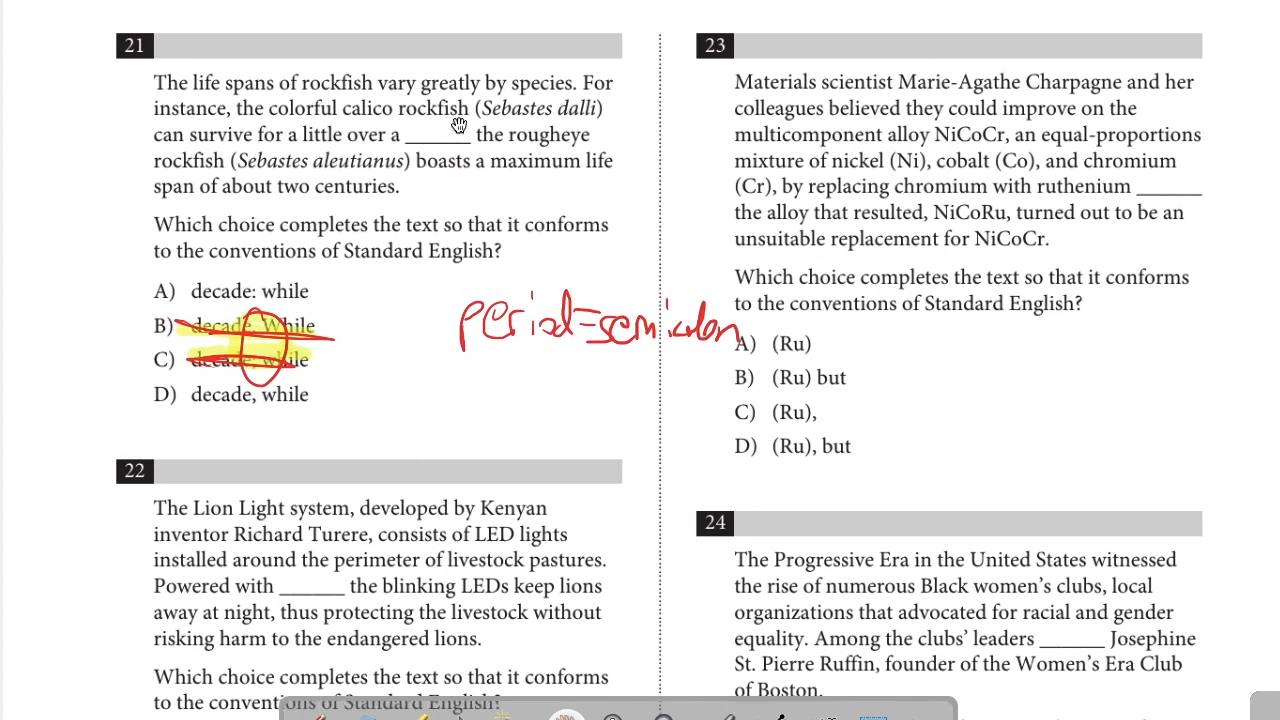 21
The life spans of rockfish vary greatly by species. For
instance, the colorful calico rockfish (Sebastes dalli)
can survive for a little over a ______ the rougheye
rockfish (Sebastes aleutianus) boasts a maximum life
span of about two centuries.
Which choice completes the text so that it conforms
to the conventions of Standard English?
A) decade: while
B) decade. While
C) decade; while
D) decade, while
period=semicolon
22
The Lion Light system, developed by Kenyan
inventor Richard Turere, consists of LED lights
installed around the perimeter of livestock pastures.
Powered with ______ the blinking LEDs keep lions
away at night, thus protecting the livestock without
risking harm to the endangered lions.
Which choice completes the text so that it conforms
to the conventions of Standard English?
23
Materials scientist Marie-Agathe Charpagne and her
colleagues believed they could improve on the
multicomponent alloy NiCoCr, an equal-proportions
mixture of nickel (Ni), cobalt (Co), and chromium
(Cr), by replacing chromium with ruthenium ______
the alloy that resulted, NiCoRu, turned out to be an
unsuitable replacement for NiCoCr.
Which choice completes the text so that it conforms
to the conventions of Standard English?
A) (Ru)
B) (Ru) but
C) (Ru),
D) (Ru), but
24
The Progressive Era in the United States witnessed
the rise of numerous Black women's clubs, local
organizations that advocated for racial and gender
equality. Among the clubs' leaders ______ Josephine
St. Pierre Ruffin, founder of the Women's Era Club
of Boston.